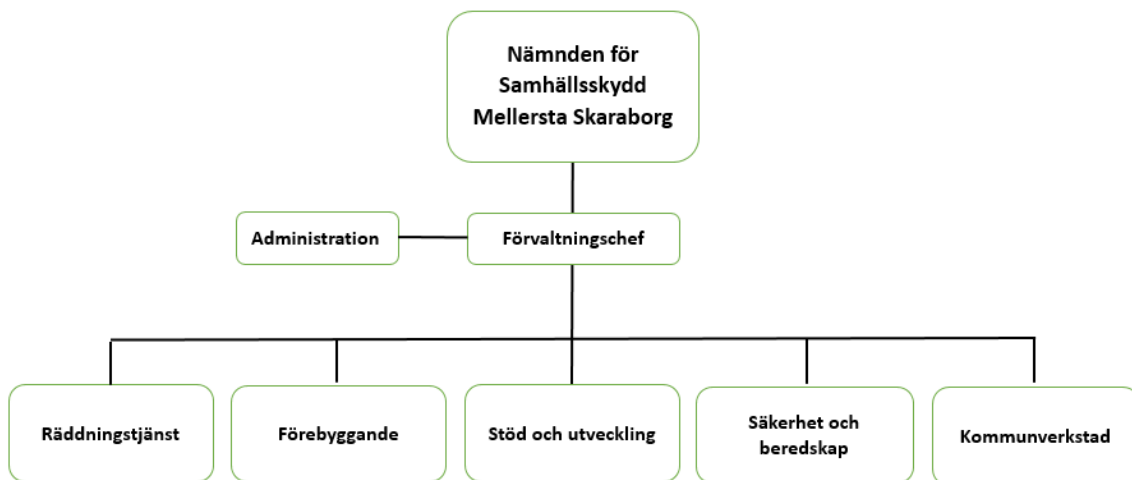 Nämnden för
Samhällsskydd
Mellersta Skaraborg
Administration
Förvaltningschef
Räddningstjänst
Förebyggande
Stöd och utveckling
Säkerhet och
beredskap
Kommunverkstad